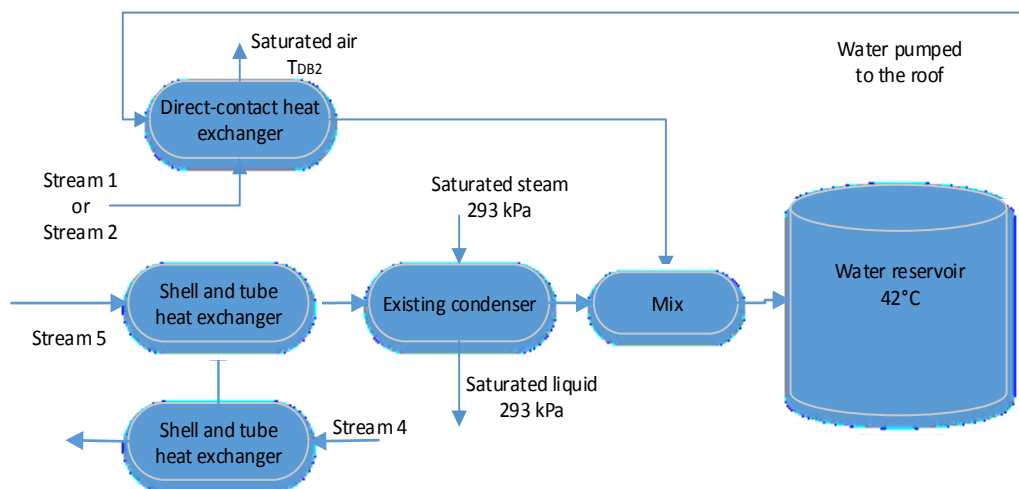 Saturated air
TDB2
Water pumped
to the roof
Direct-contact heat
exchanger
Stream 1
or
Stream 2
Saturated steam
293 kPa
Water reservoir
42°C
Shell and tube
heat exchanger
Existing condenser
Mix
Stream 5
Saturated liquid
293 kPa
Shell and tube
heat exchanger
Stream 4